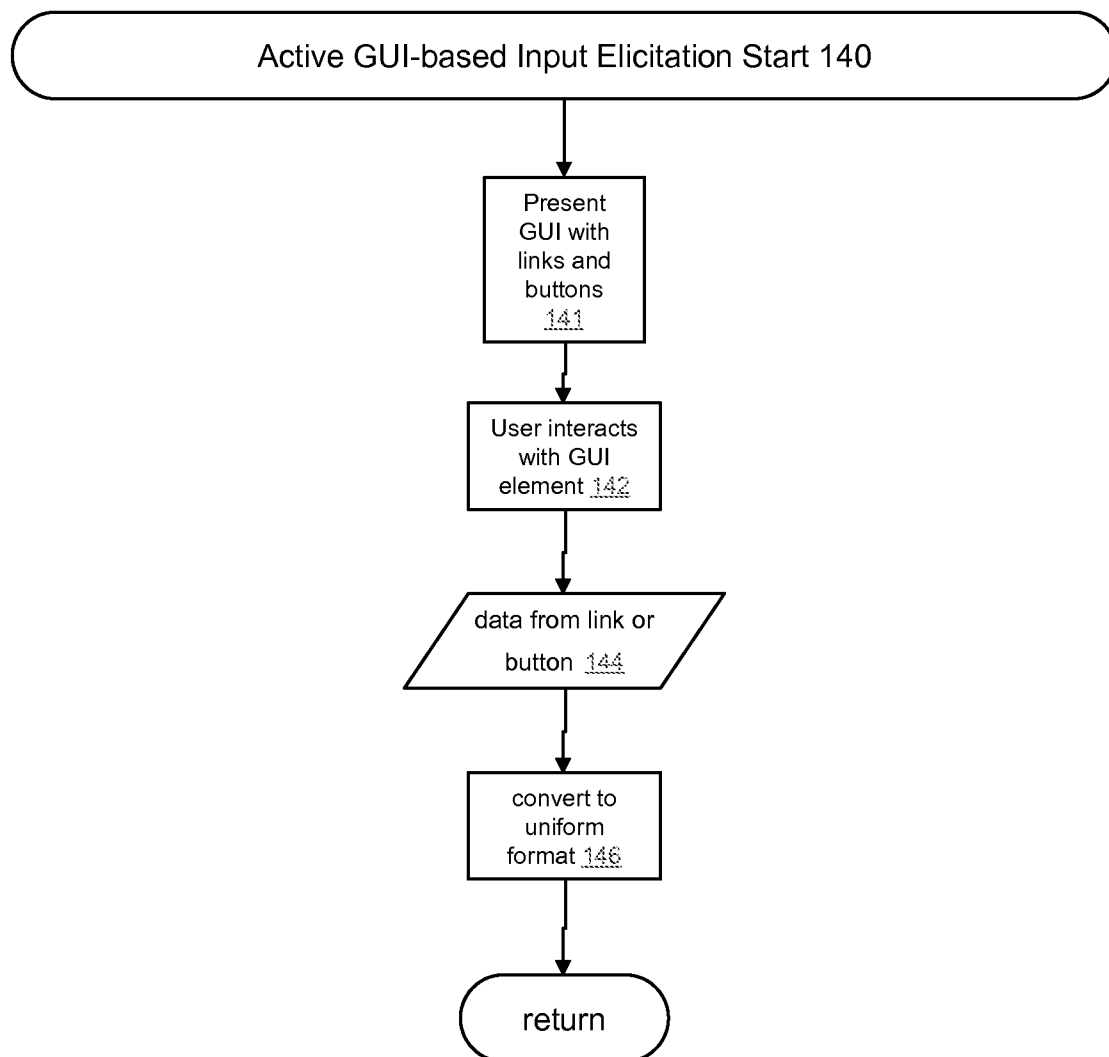 Active GUI-based Input Elicitation Start 140
Present
GUI with
links and
buttons
141
User interacts
with GUI
element 142
data from link or
button 144
convert to
uniform
format 146
return